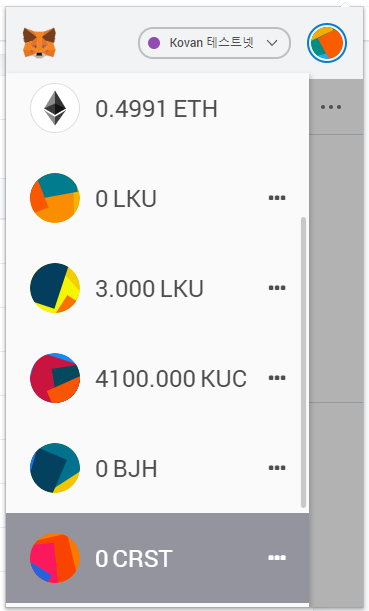 Kovan 테스트넷
0.4991 ETH
0 LKU
3.000 LKU
4100.000 KUC
0 BJH
0 CRST